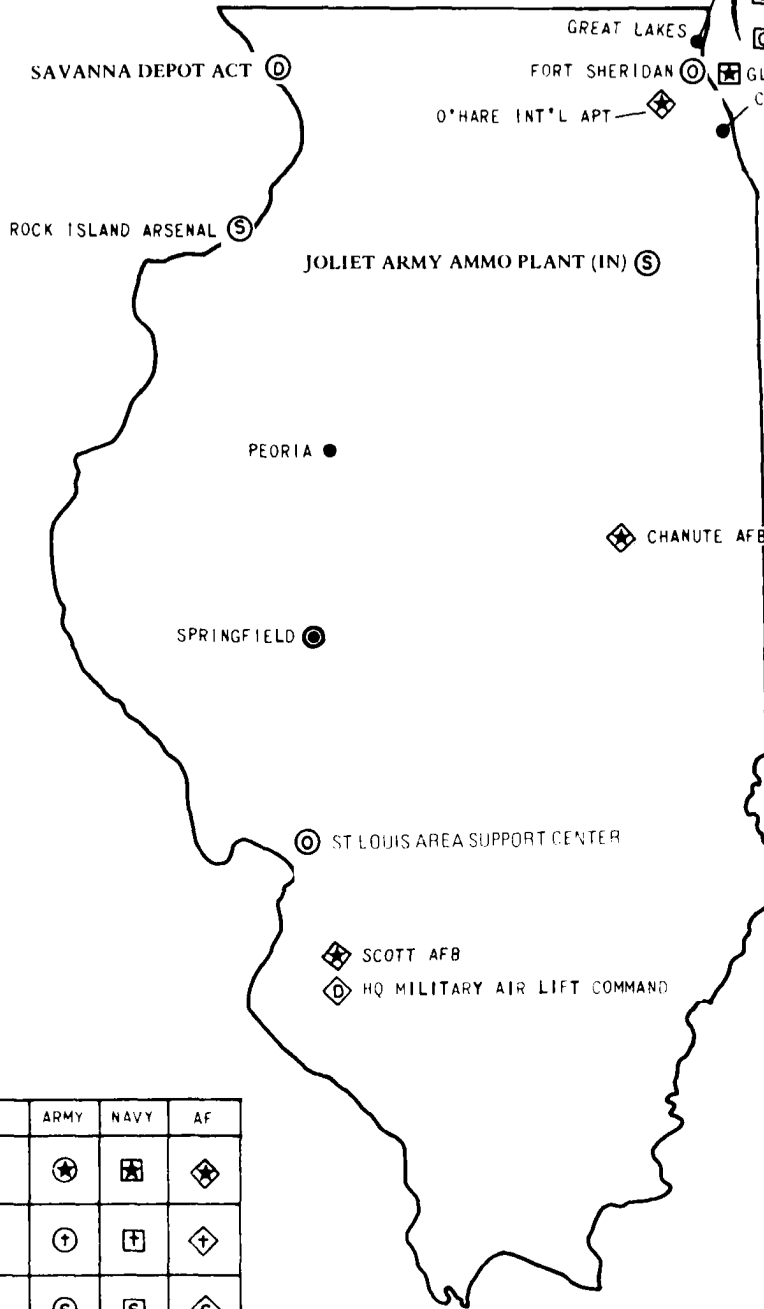 GREAT LAKES
SAVANNA DEPOT ACT D
FORT SHERIDAN O GL
O'HARE INT'L APT
C
ROCK ISLAND ARSENAL S
JOLIET ARMY AMMO PLANT (IN) S
PEORIA
CHANUTE AFB
SPRINGFIELD
O ST LOUIS AREA SUPPORT CENTER
SCOTT AFB
D HQ MILITARY AIR LIFT COMMAND
ARMY NAVY AF
S S S